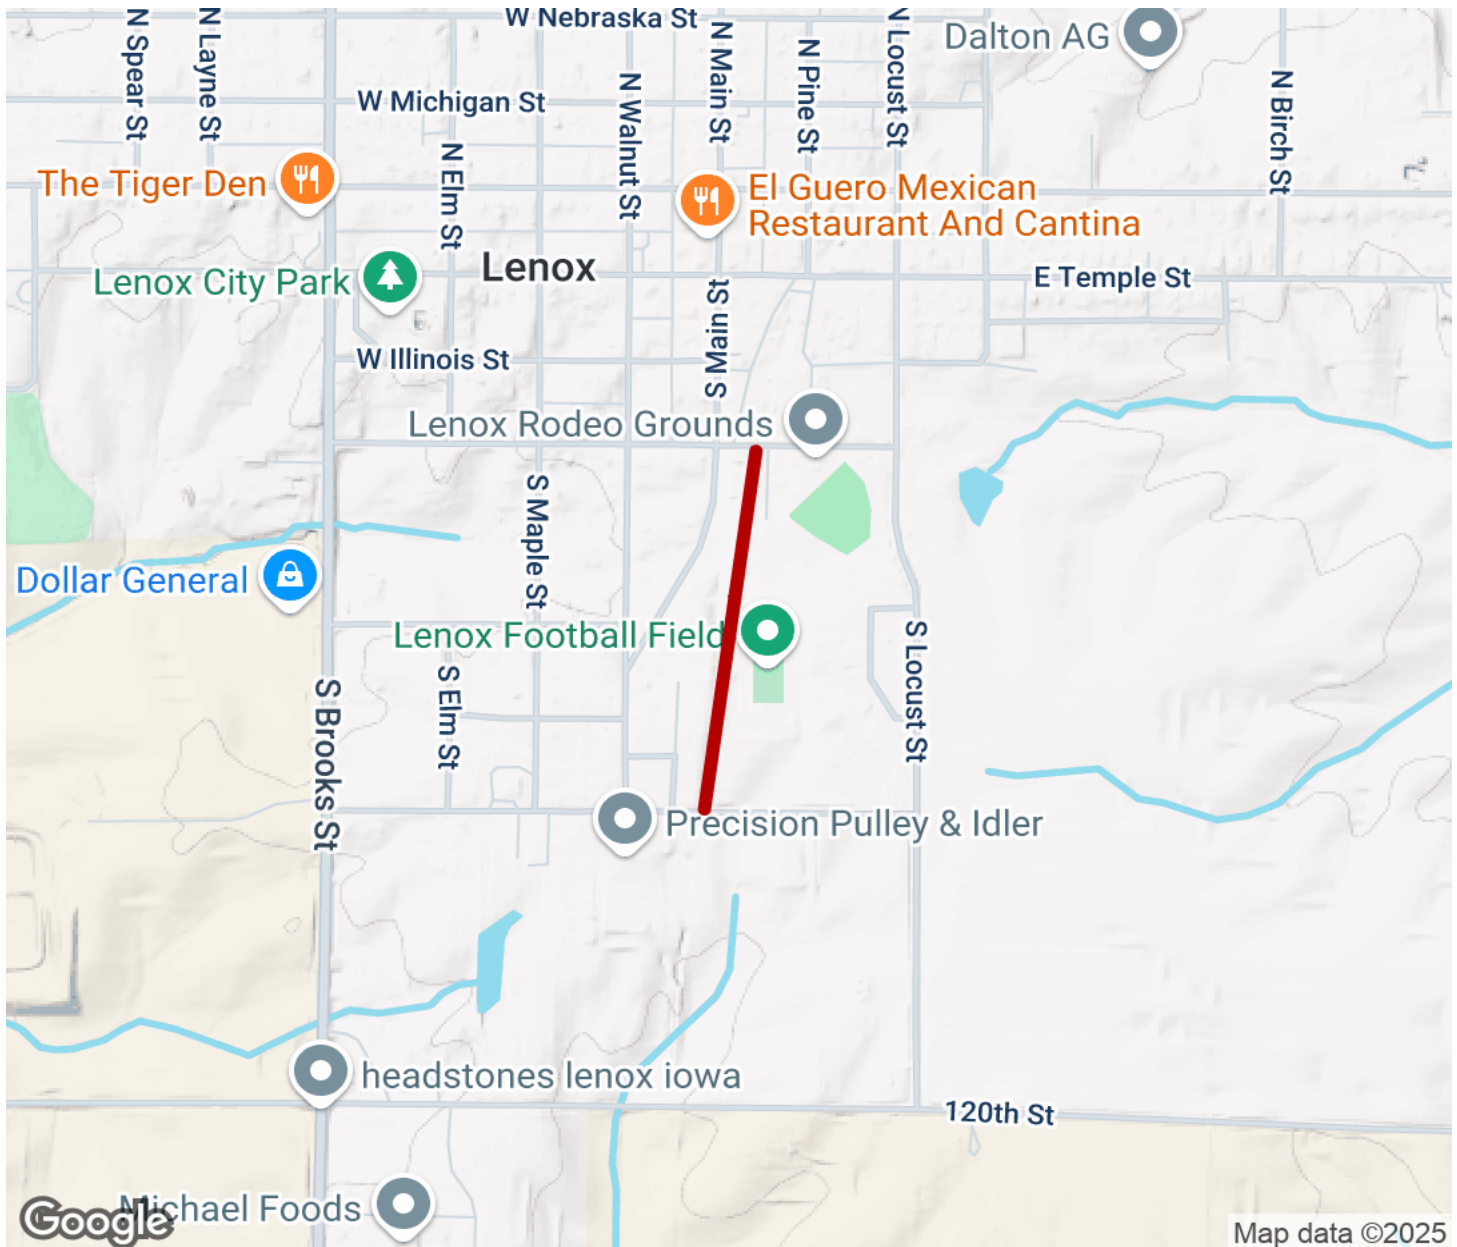 W Nebraska St
Dalton AG
N Spear St
N Layne St
N Main St
N Pine St
N Locust St
N Walnut St
N Birch St
W Michigan St
N Elm St
The Tiger Den
El Guero Mexican
Restaurant And Cantina
Lenox
Lenox City Park
E Temple St
S Main St
W Illinois St
Lenox Rodeo Grounds
S Maple St
Dollar General
Lenox Football Field
S Locust St
S Elm St
S Brooks St
Precision Pulley & Idler
headstones lenox iowa
120th St
Michael Foods
Google
Map data ©2025